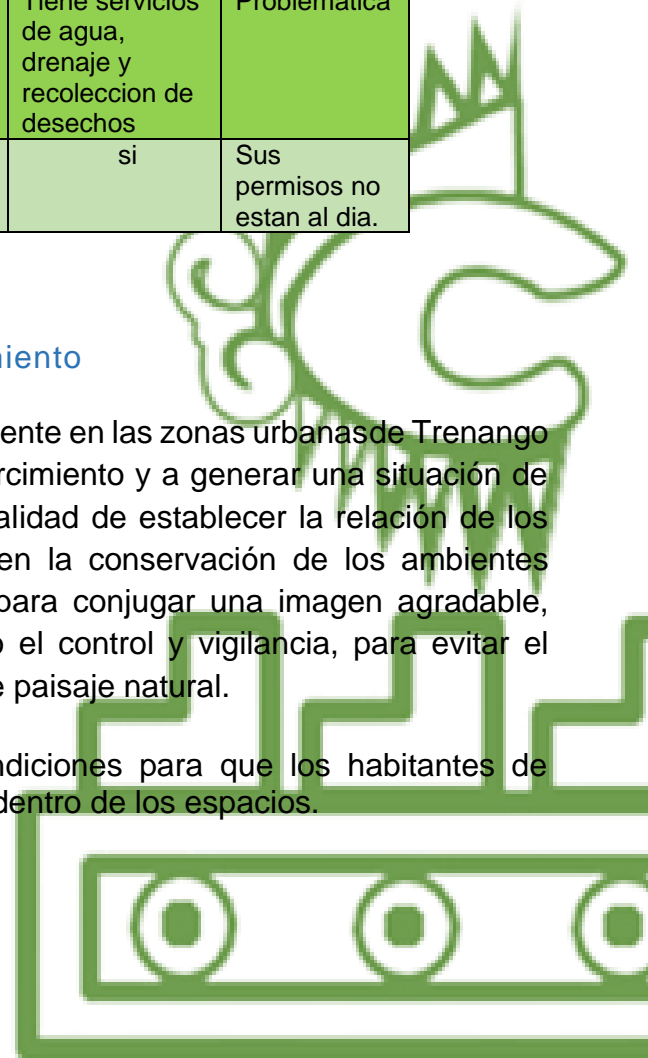 Tiene servicios Problematica
de agua,
drenaje y
recoleccion de
desechos
si Sus
permisos no
estan al dia.
miento
ente en las zonas urbanasde Trenango
rcimiento y a generar una situación de
alidad de establecer la relación de los
en la conservación de los ambientes
para conjugar una imagen agradable,
o el control y vigilancia, para evitar el
e paisaje natural.
ndiciones para que los habitantes de
dentro de los espacios.